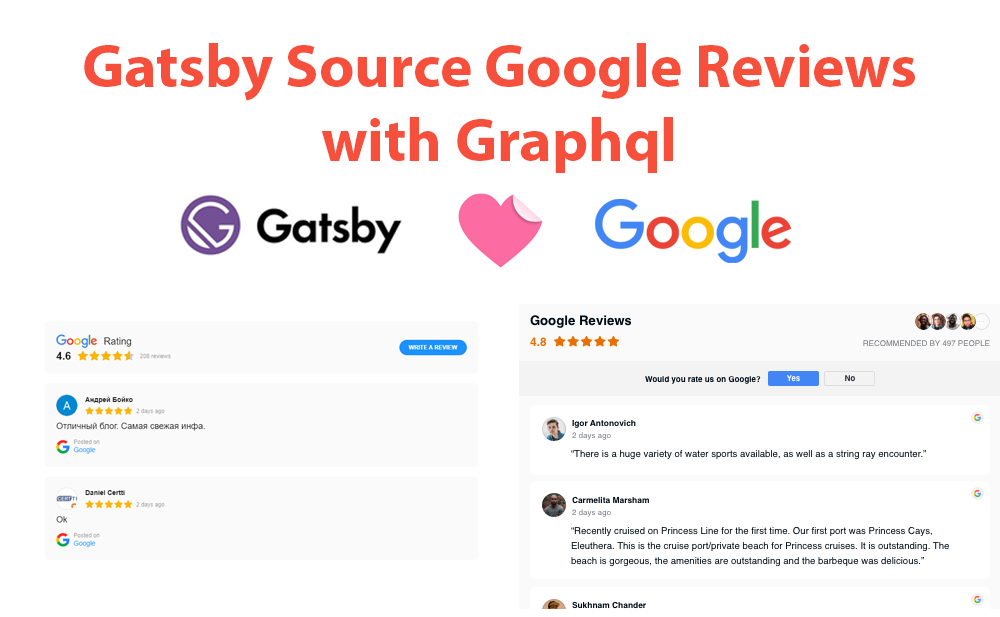 Gatsby Source Google Reviews
with Graphql
Gatsby
Google
Google Rating
4.6
208 reviews
WRITE A REVIEW
А
Андрей Бойко
2 days ago
Отличный блог. Самая свежая инфа.
Posted on
Google
Daniel Certti
2 days ago
Ok
Posted on
Google
Google Reviews
4.8
RECOMMENDED BY 497 PEOPLE
Would you rate us on Google?
Yes
No
Igor Antonovich
2 days ago
“There is a huge variety of water sports available, as well as a string ray encounter.”
Carmelita Marsham
2 days ago
“Recently cruised on Princess Line for the first time. Our first port was Princess Cays,
Eleuthera. This is the cruise port/private beach for Princess cruises. It is outstanding. The
beach is gorgeous, the amenities are outstanding and the barbeque was delicious.”
Sukhnam Chander